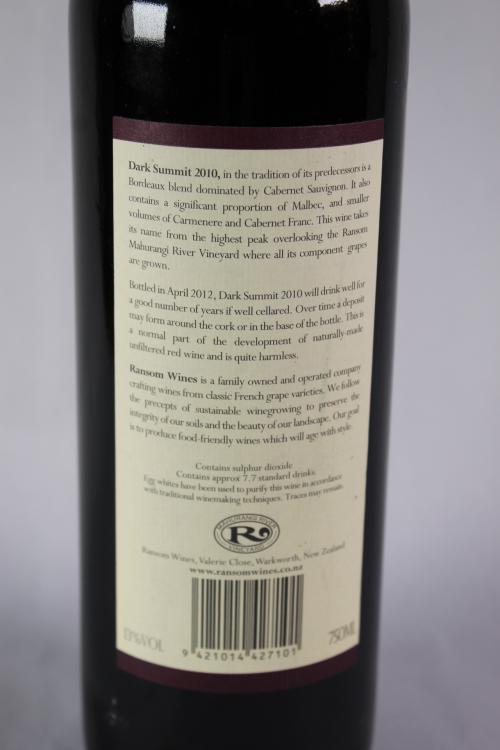 Dark Summit 2010, in the tradition of its predecessors is a
Bordeaux blend dominated by Cabernet Sauvignon. It also
contains a significant proportion of Malbec, and smaller
volumes of Carmenere and Cabernet Franc. This wine takes
its name from the highest peak overlooking the Ransom
Mahurangi River Vineyard where all its component grapes
are grown.
Bottled in April 2012, Dark Summit 2010 will drink well for
a good number of years if well cellared. Over time a deposit
may form around the cork or in the base of the bottle. This is
a normal part of the development of naturally-made
unfiltered red wine and is quite harmless.
Ransom Wines is a family owned and operated company
crafting wines from classic French grape varieties. We follow
the precepts of sustainable winegrowing to preserve the
integrity of our soils and the beauty of our landscape. Our goal
is to produce food-friendly wines which will age with style.
Contains sulphur dioxide
Contains approx 7.7 standard drinks.
Egg whites have been used to purify this wine in accordance
with traditional winemaking techniques. Traces may remain.
MAHURANGI RIVER
R
VINEYARD
Ransom Wines, Valerie Close, Warkworth, New Zealand
www.ransomwines.co.nz
13%VOL 750ML
9 421014 427101